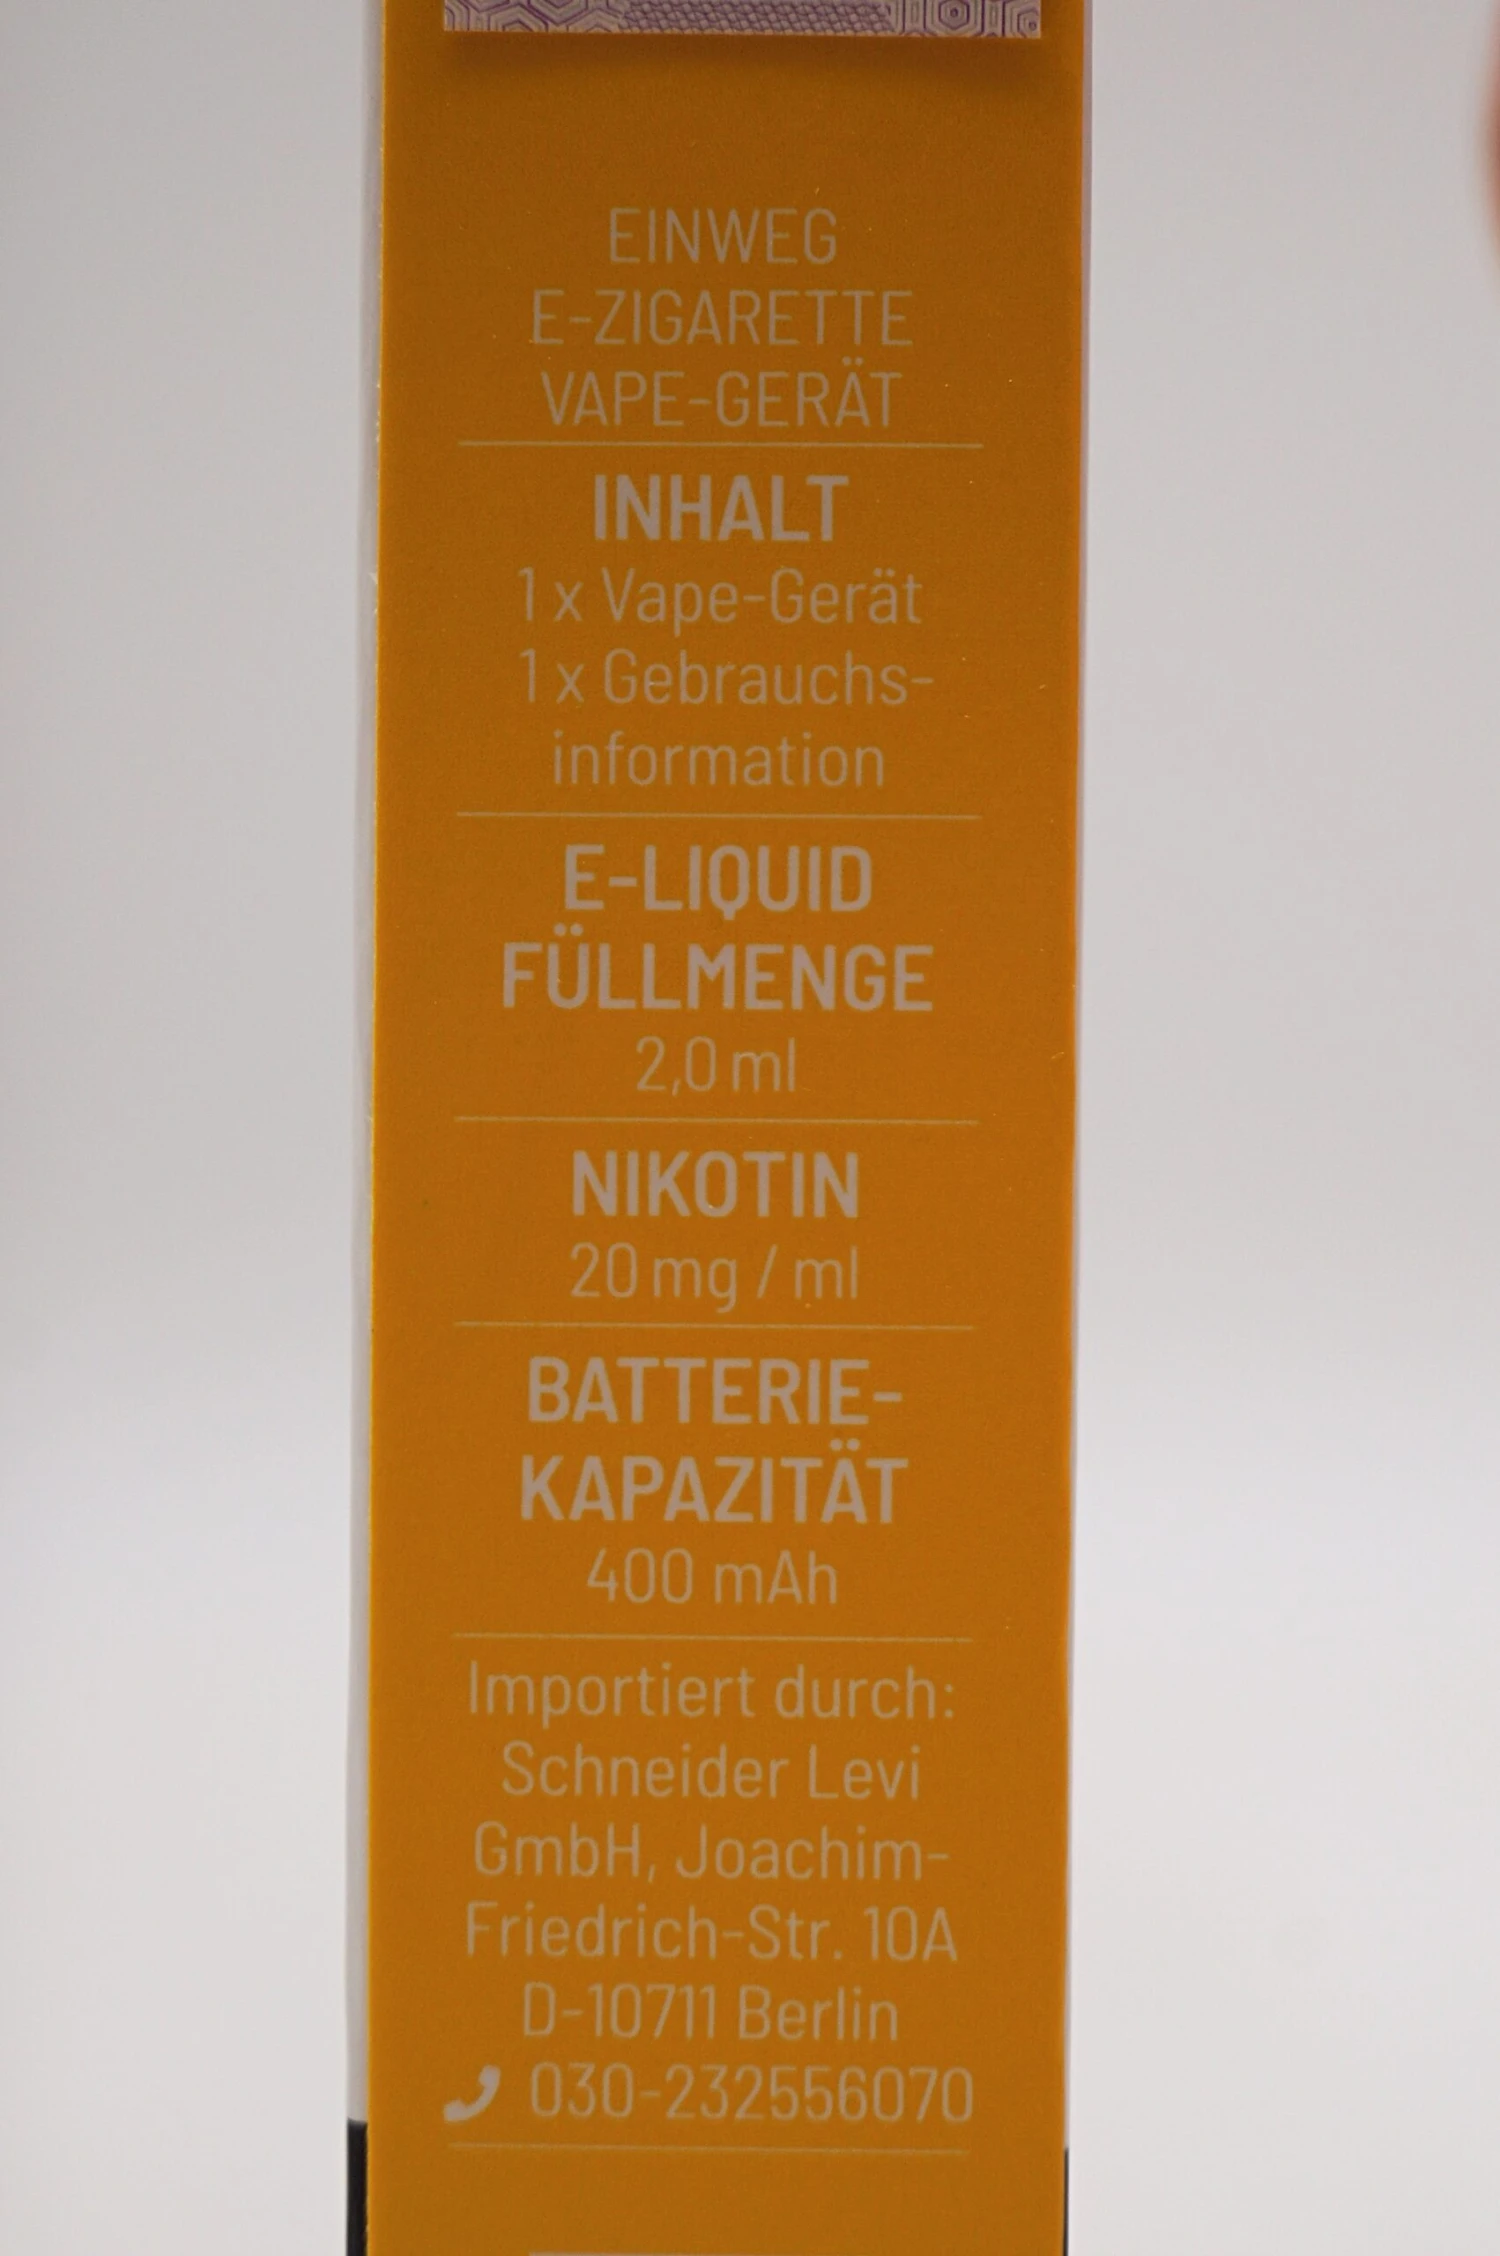 EINWEG
E-ZIGARETTE
VAPE-GERÄT
INHALT
1 x Vape-Gerät
1 x Gebrauchs-
information
E-LIQUID
FÜLLMENGE
2,0 ml
NIKOTIN
20 mg / ml
BATTERIE-
KAPAZITÄT
400 mAh
Importiert durch:
Schneider Levi
GmbH, Joachim-
Friedrich-Str. 10A
D-10711 Berlin
030-232556070